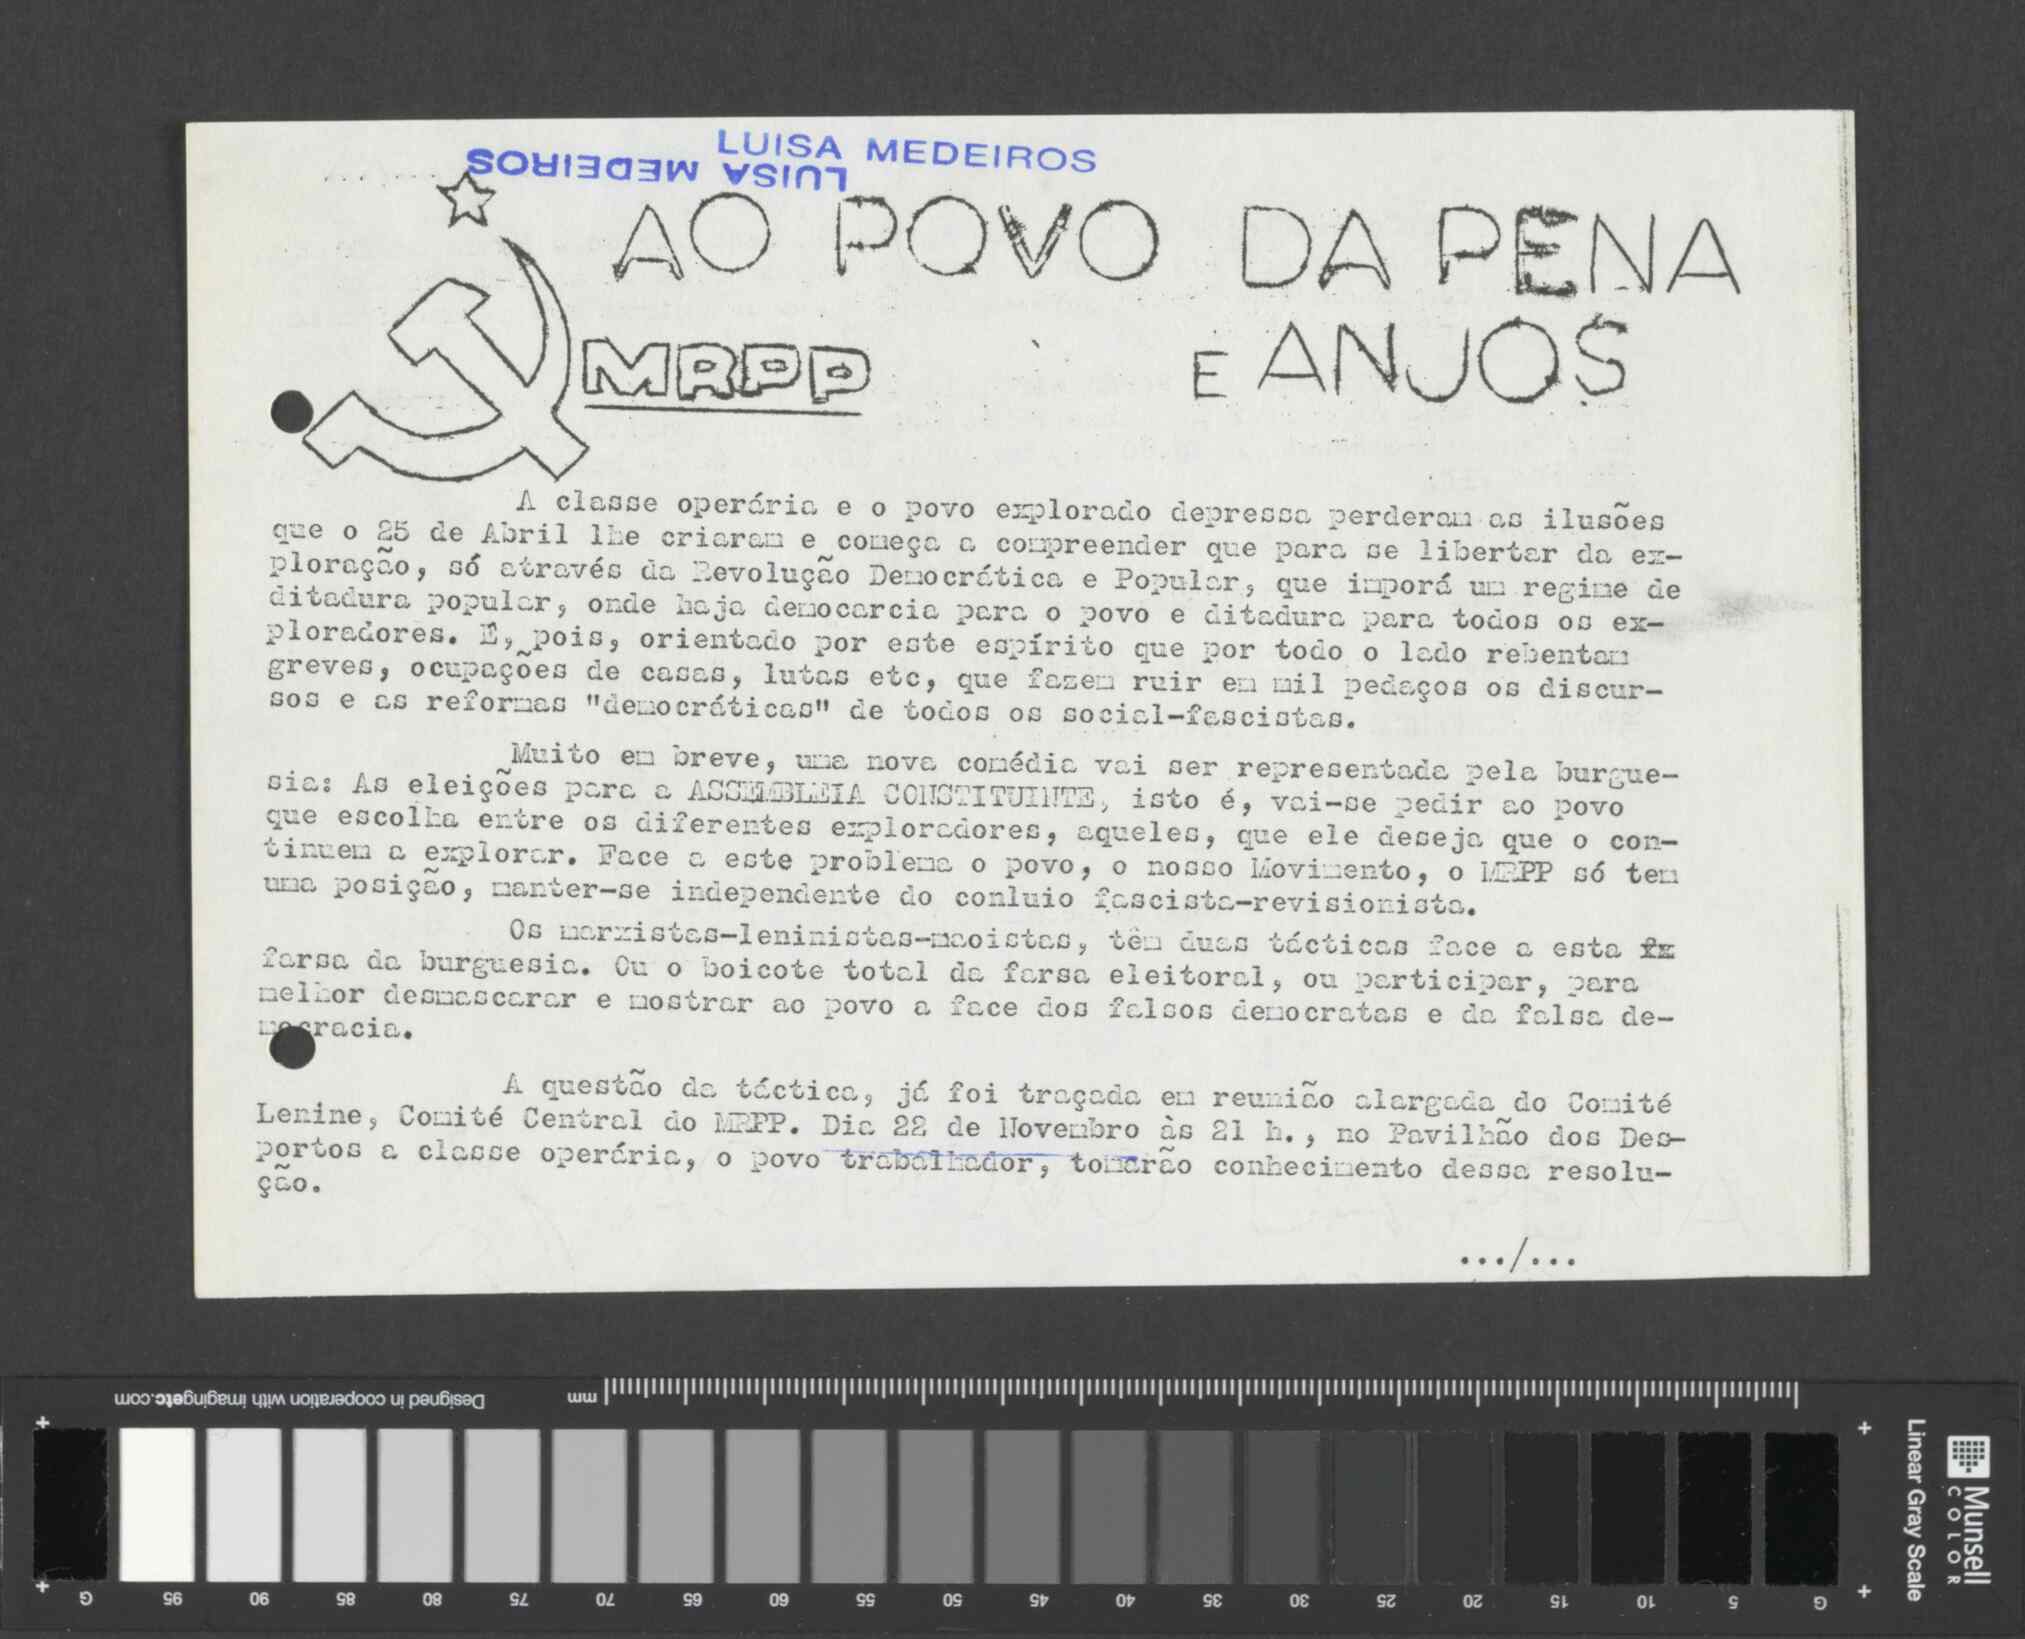 LUISA MEDEIROS
LUISA MEDEIROS
AO POVO DA PENA
E ANJOS
MRPP
A classe operária e o povo explorado depressa perderam as ilusões
que o 25 de Abril lhe criaram e começa a compreender que para se libertar da ex-
ploração, só através da Revolução Democrática e Popular, que imporá um regime de
ditadura popular, onde haja democarcia para o povo e ditadura para todos os ex-
ploradores. É, pois, orientado por este espírito que por todo o lado rebentam
greves, ocupações de casas, lutas etc, que fazem ruir em mil pedaços os discur-
sos e as reformas "democráticas" de todos os social-fascistas.
Muito em breve, uma nova comédia vai ser representada pela burgue-
sia: As eleições para a ASSEMBLEIA CONSTITUINTE, isto é, vai-se pedir ao povo
que escolha entre os diferentes exploradores, aqueles, que ele deseja que o con-
tinuem a explorar. Face a este problema o povo, o nosso Movimento, o MRPP só tem
uma posição, manter-se independente do conluio fascista-revisionista.
Os marxistas-leninistas-maoistas, têm duas tácticas face a esta fx
farsa da burguesia. Ou o boicote total da farsa eleitoral, ou participar, para
melhor desmascarar e mostrar ao povo a face dos falsos democratas e da falsa de-
mocracia.
A questão da táctica, já foi traçada em reunião alargada do Comité
Lenine, Comité Central do MRPP. Dia 22 de Novembro às 21 h., no Pavilhão dos Des-
portos a classe operária, o povo trabalhador, tomarão conhecimento dessa resolu-
ção.
.../...
Designed in cooperation with imagingetc.com
mm
G 95 90 85 80 75 70 65 60 55 50 45 40 35 30 25 20 15 10 5 G
Munsell
COLOR
Linear Gray Scale